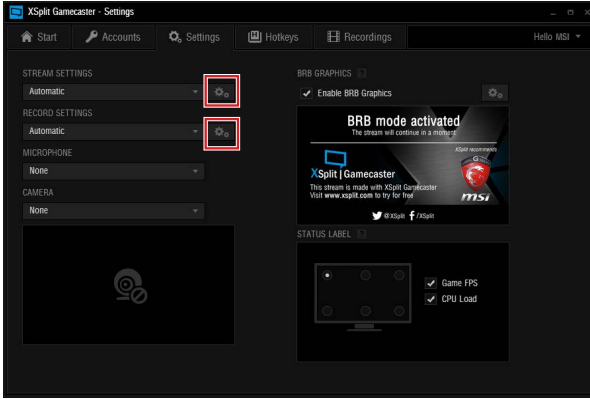 XSplit Gamecaster - Settings
Start
Accounts
Settings
Hotkeys
Recordings
Hello MSI
STREAM SETTINGS
Automatic
RECORD SETTINGS
Automatic
MICROPHONE
None
CAMERA
None
BRB GRAPHICS ?
Enable BRB Graphics
BRB mode activated
The stream will continue in a moment
XSplit recommends
XSplit | Gamecaster
This stream is made with XSplit Gamecaster
Visit www.xsplit.com to try for free
msi
@XSplit f /XSplit
STATUS LABEL ?
Game FPS
CPU Load